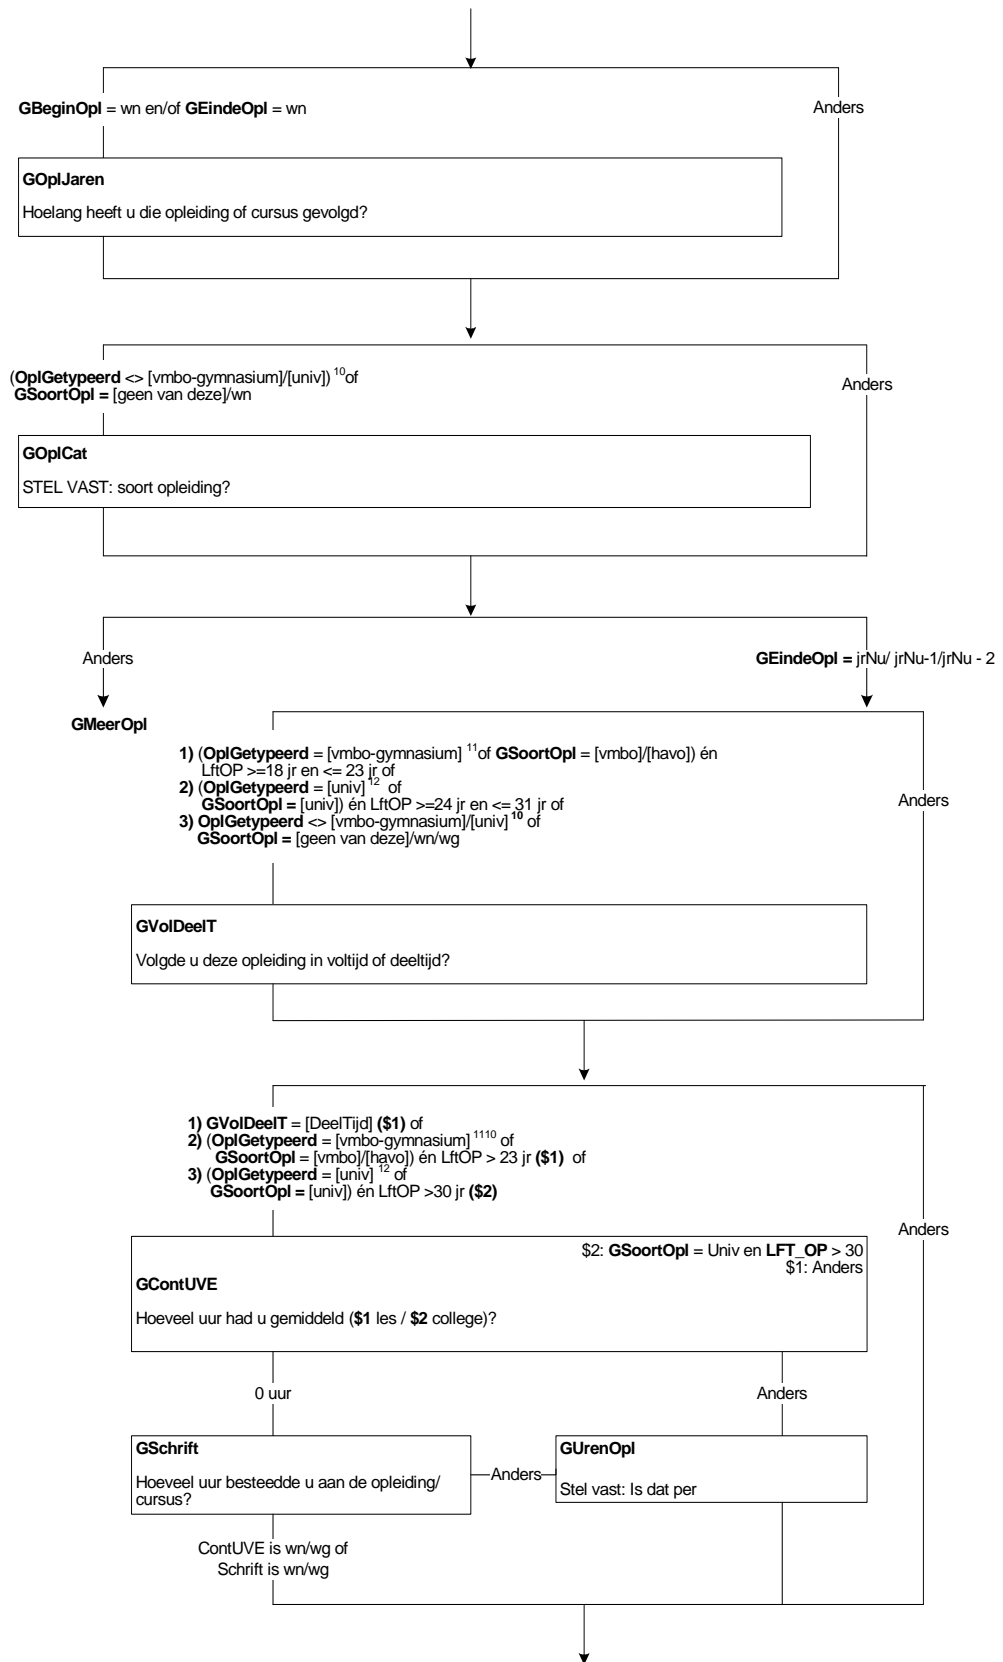 GBeginOpl = wn en/of GEindeOpl = wn
Anders
GOplJaren
Hoelang heeft u die opleiding of cursus gevolgd?
(OplGetypeerd <> [vmbo-gymnasium]/[univ]) 10 of
GSoortOpl = [geen van deze]/wn
Anders
GOplCat
STEL VAST: soort opleiding?
Anders
GEindeOpl = jrNu/ jrNu-1/jrNu - 2
GMeerOpl
1) (OplGetypeerd = [vmbo-gymnasium] 11 of GSoortOpl = [vmbo]/[havo]) én
LftOP >=18 jr en <= 23 jr of
2) (OplGetypeerd = [univ] 12 of
GSoortOpl = [univ]) én LftOP >=24 jr en <= 31 jr of
3) OplGetypeerd <> [vmbo-gymnasium]/[univ] 10 of
GSoortOpl = [geen van deze]/wn/wg
Anders
GVolDeelT
Volgde u deze opleiding in voltijd of deeltijd?
1) GVolDeelT = [DeelTijd] ($1) of
2) (OplGetypeerd = [vmbo-gymnasium] 1110 of
GSoortOpl = [vmbo]/[havo]) én LftOP > 23 jr ($1) of
3) (OplGetypeerd = [univ] 12 of
GSoortOpl = [univ]) én LftOP >30 jr ($2)
Anders
$2: GSoortOpl = Univ en LFT_OP > 30
$1: Anders
GContUVE
Hoeveel uur had u gemiddeld ($1 les / $2 college)?
0 uur
Anders
GSchrift
Hoeveel uur besteedde u aan de opleiding/
cursus?
Anders
GUrenOpl
Stel vast: Is dat per
ContUVE is wn/wg of
Schrift is wn/wg